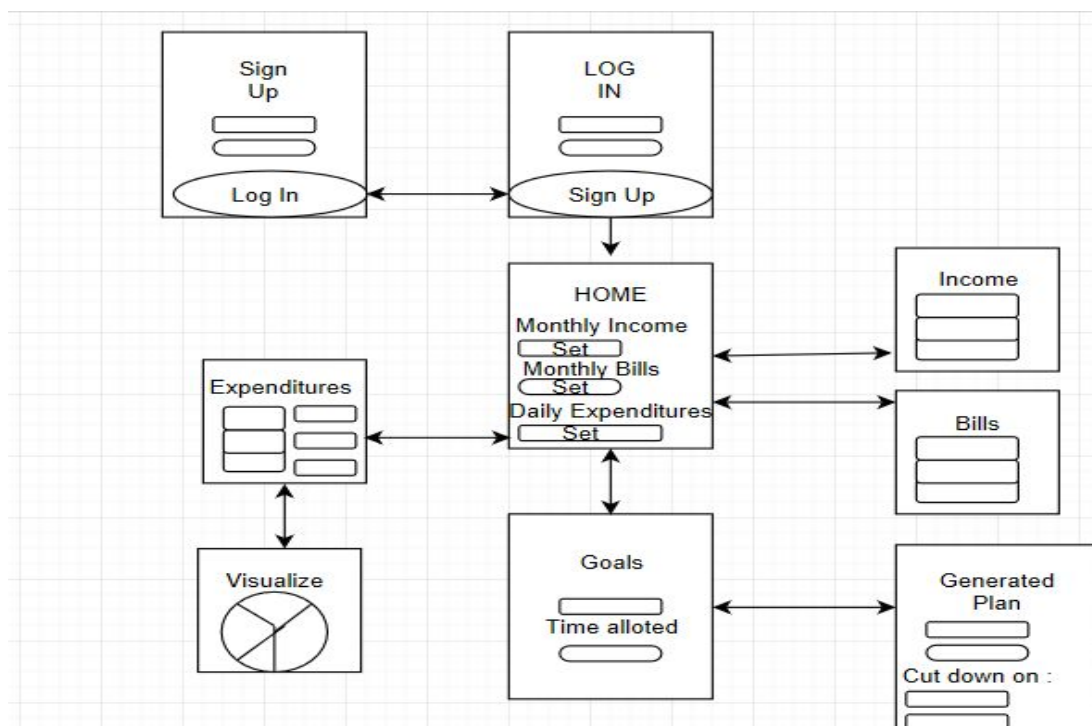 Sign
Up
Log In
LOG
IN
Sign Up
HOME
Monthly Income
Set
Monthly Bills
Set
Daily Expenditures
Set
Income
Bills
Expenditures
Visualize
Goals
Time alloted
Generated
Plan
Cut down on :